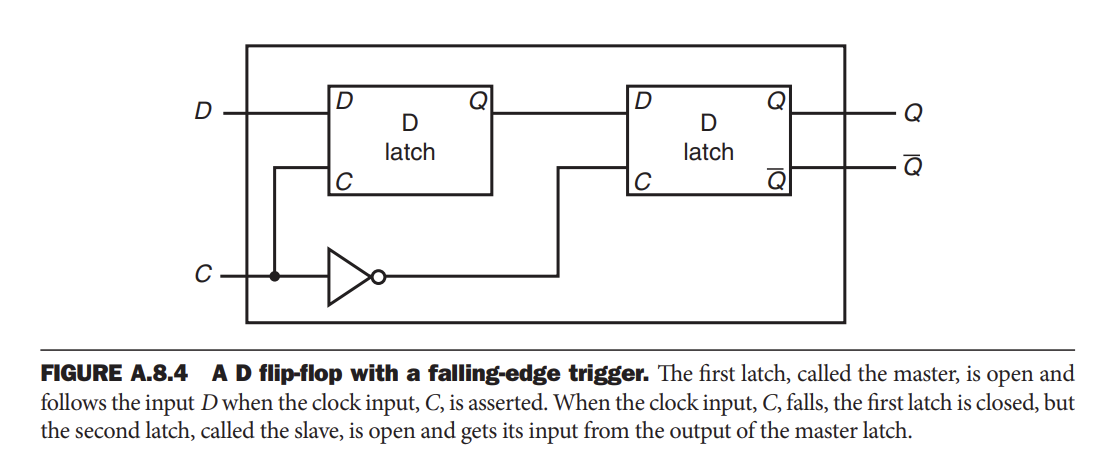 D
D
Q
D
latch
C
D
Q
D
latch
C
Q̅
Q
Q̅
C
FIGURE A.8.4 A D flip-flop with a falling-edge trigger. The first latch, called the master, is open and
follows the input D when the clock input, C, is asserted. When the clock input, C, falls, the first latch is closed, but
the second latch, called the slave, is open and gets its input from the output of the master latch.